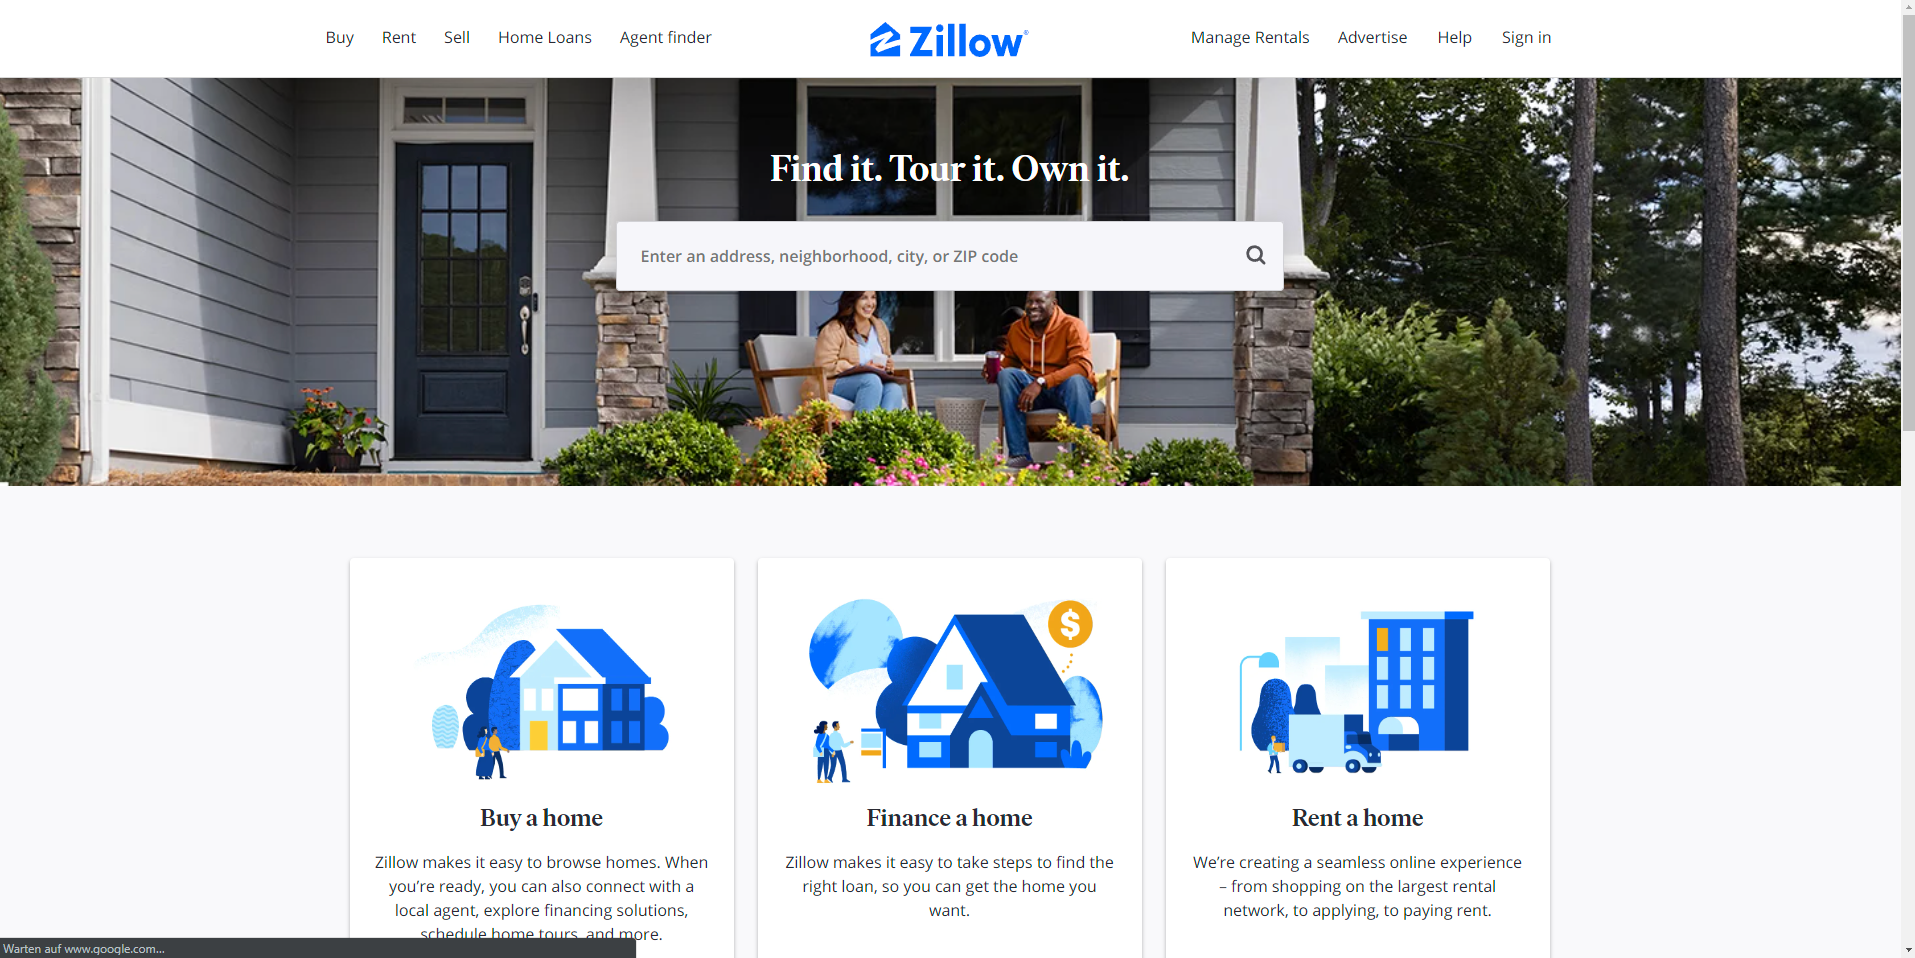 Buy Rent Sell Home Loans Agent finder Zillow® Manage Rentals Advertise Help Sign in
Find it. Tour it. Own it.
Enter an address, neighborhood, city, or ZIP code
$
Buy a home
Zillow makes it easy to browse homes. When
you’re ready, you can also connect with a
local agent, explore financing solutions,
schedule home tours, and more.
Finance a home
Zillow makes it easy to take steps to find the
right loan, so you can get the home you
want.
Rent a home
We’re creating a seamless online experience
– from shopping on the largest rental
network, to applying, to paying rent.
Warten auf www.google.com...